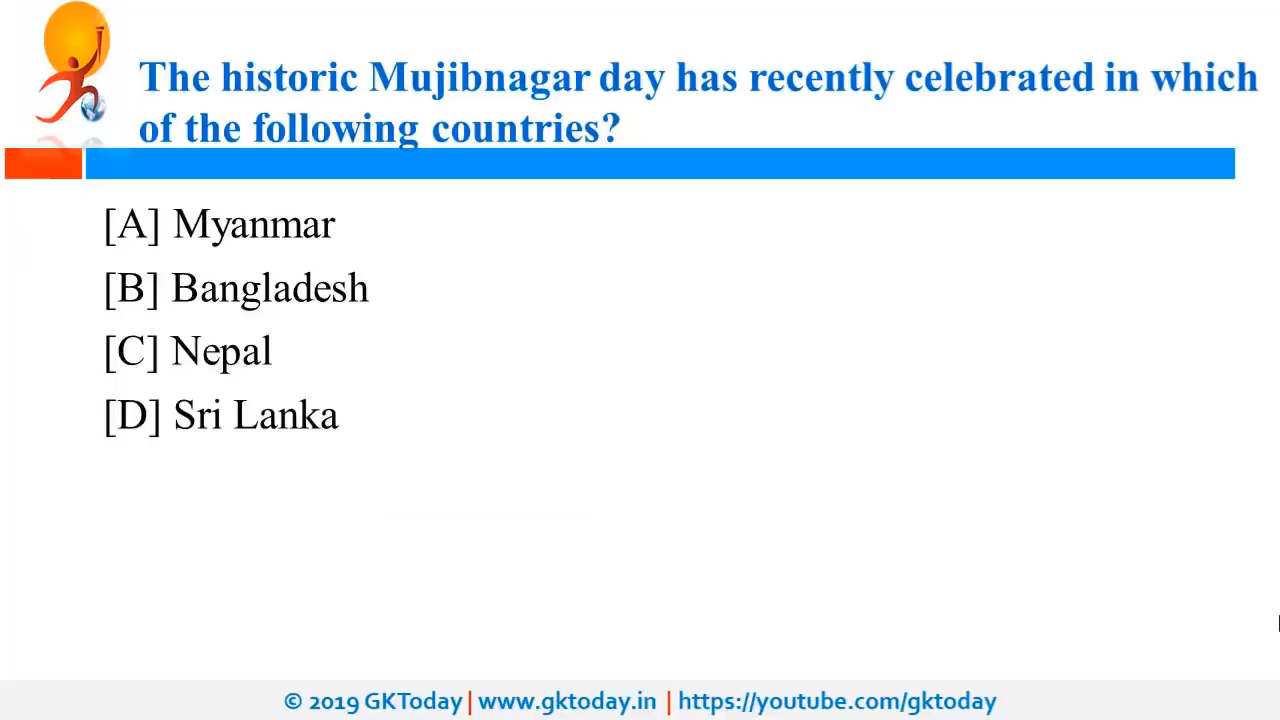 The historic Mujibnagar day has recently celebrated in which
of the following countries?
[A] Myanmar
[B] Bangladesh
[C] Nepal
[D] Sri Lanka
© 2019 GKToday | www.gktoday.in | https://youtube.com/gktoday